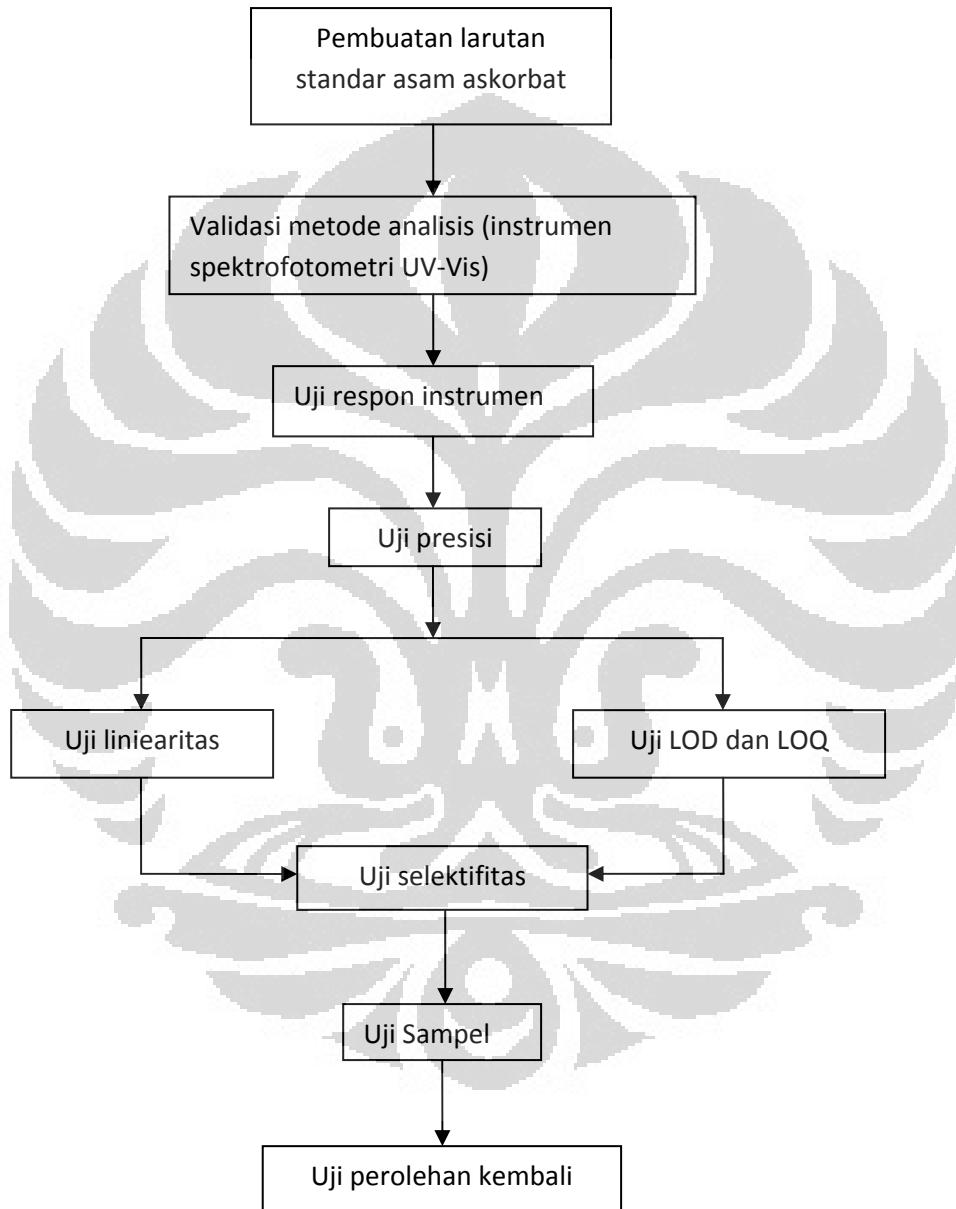 Pembuatan larutan
standar asam askorbat
Validasi metode analisis (instrumen
spektrofotometri UV-Vis)
Uji respon instrumen
Uji presisi
Uji liniearitas
Uji LOD dan LOQ
Uji selektifitas
Uji Sampel
Uji perolehan kembali